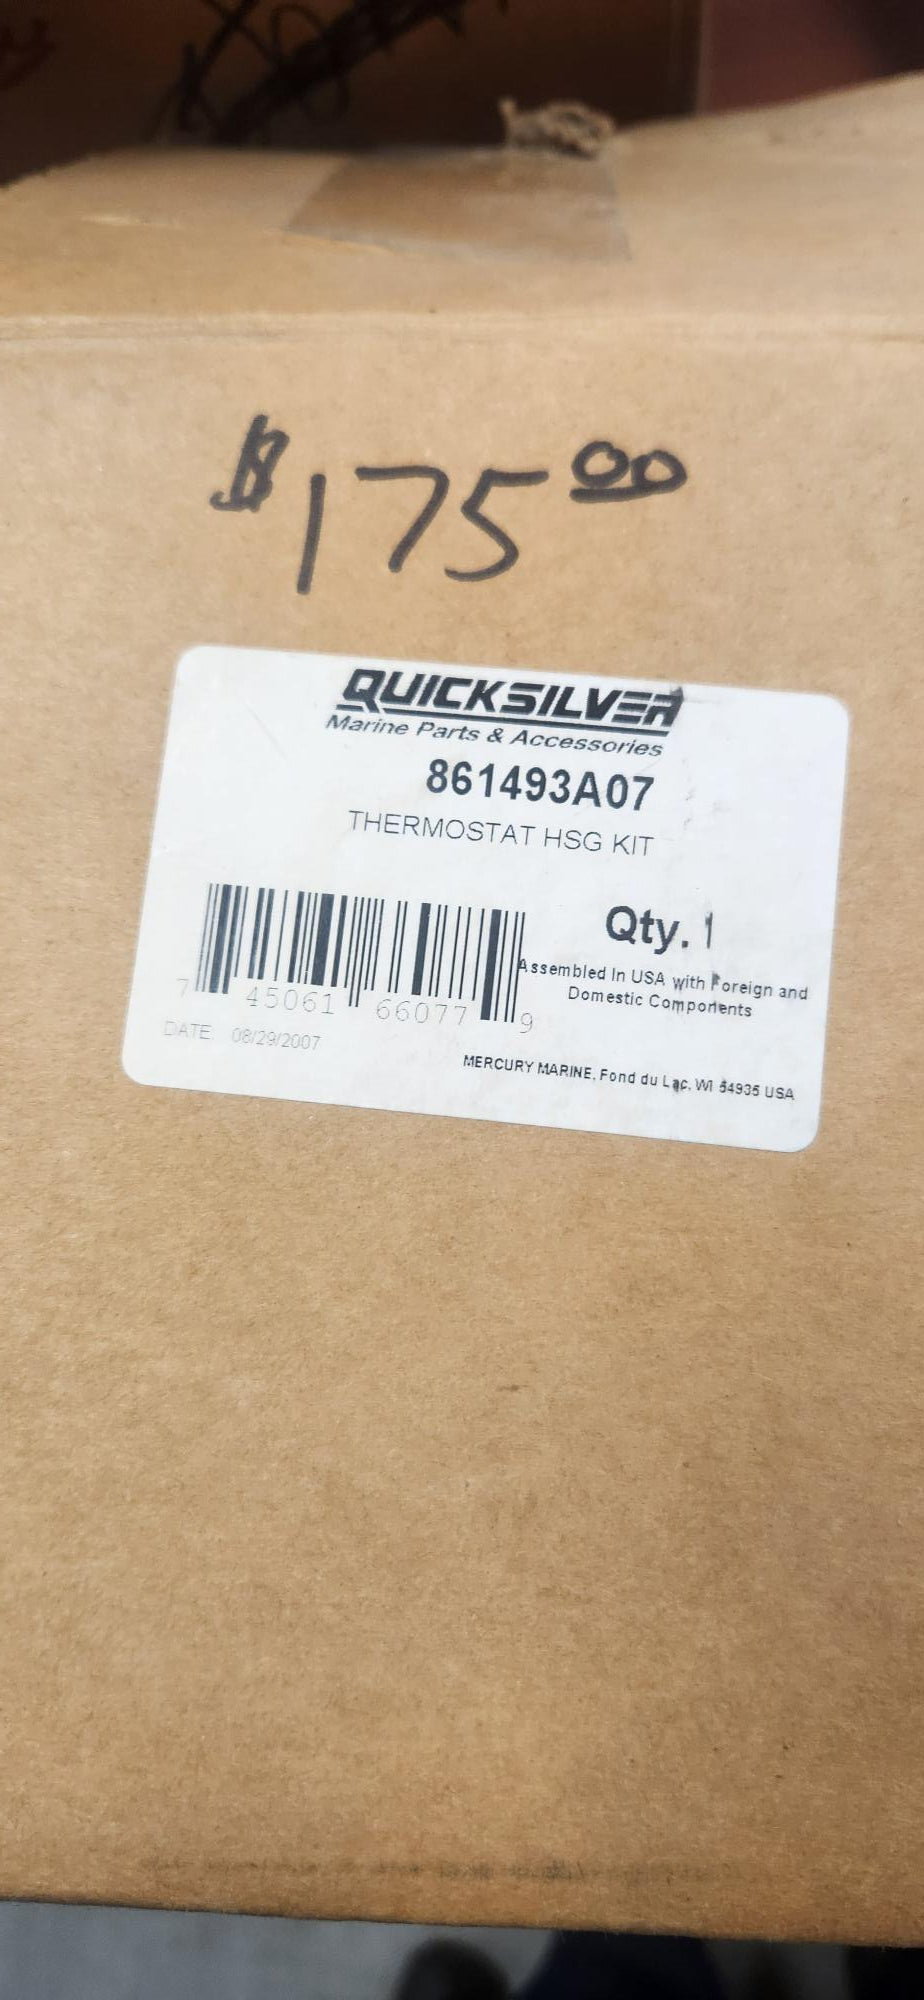 $175.00
QUICKSILVER
Marine Parts & Accessories
861493A07
THERMOSTAT HSG KIT
Qty. 1
Assembled In USA with Foreign and
Domestic Components
7 45061 66077 9
DATE 08/29/2007
MERCURY MARINE, Fond du Lac, WI 54935 USA